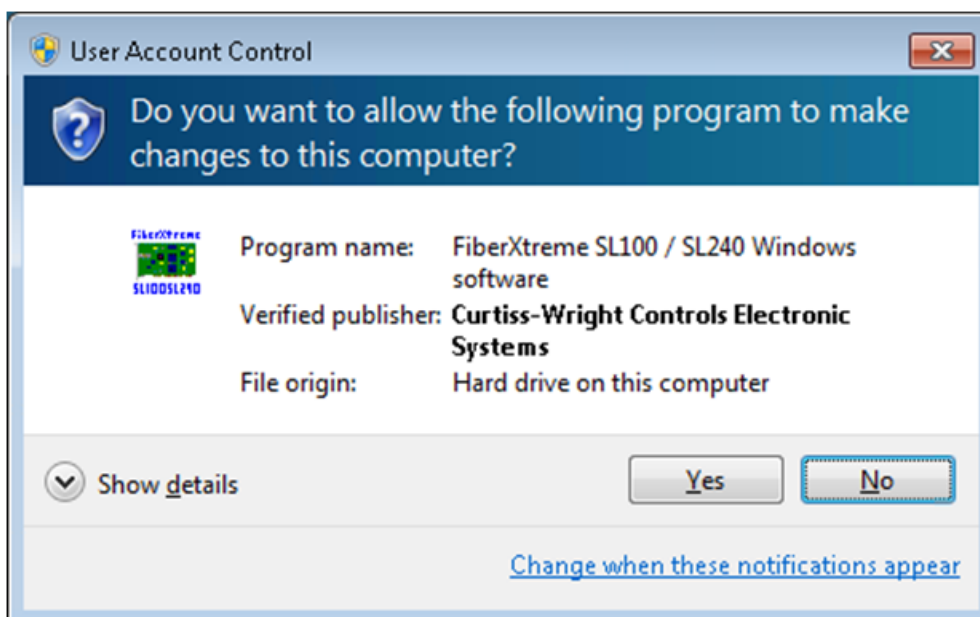 User Account Control
Do you want to allow the following program to make
changes to this computer?
FiberXtreme
SL100SL240
Program name: FiberXtreme SL100 / SL240 Windows
software
Verified publisher: Curtiss-Wright Controls Electronic
Systems
File origin: Hard drive on this computer
Show details
Yes
No
Change when these notifications appear